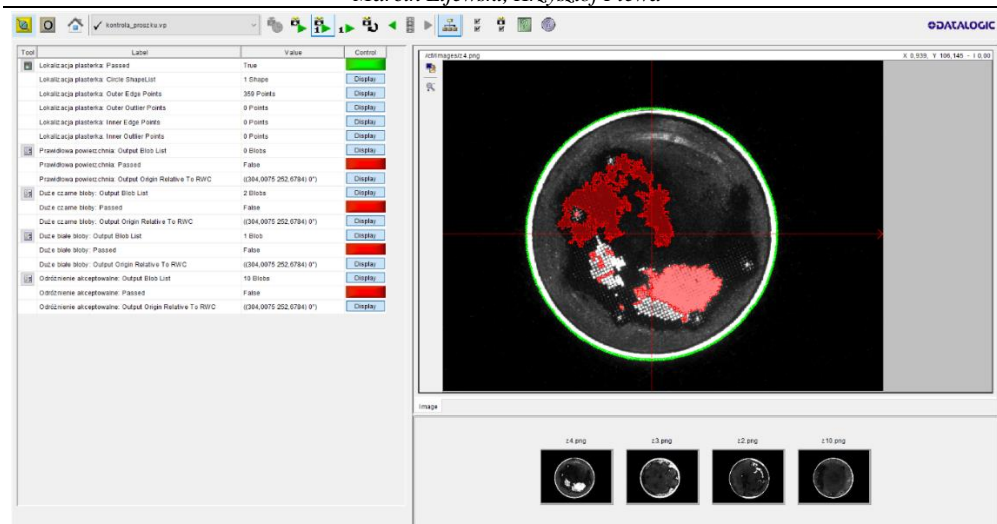 Marcin Lijewski, Krzysztof Plewa
kontrola_proszku.vp
DATALOGIC
Tool Label Value Control
Lokalizacja plasterka: Passed True
Lokalizacja plasterka: Circle ShapeList 1 Shape Display
Lokalizacja plasterka: Outer Edge Points 359 Points Display
Lokalizacja plasterka: Outer Outlier Points 0 Points Display
Lokalizacja plasterka: Inner Edge Points 0 Points Display
Lokalizacja plasterka: Inner Outlier Points 0 Points Display
Prawidłowa powierzchnia: Output Blob List 0 Blobs Display
Prawidłowa powierzchnia: Passed False
Prawidłowa powierzchnia: Output Origin Relative To RWC ((304,0075 252,6784) 0°) Display
Duże czarne bloby: Output Blob List 2 Blobs Display
Duże czarne bloby: Passed False
Duże czarne bloby: Output Origin Relative To RWC ((304,0075 252,6784) 0°) Display
Duże białe bloby: Output Blob List 1 Blob Display
Duże białe bloby: Passed False
Duże białe bloby: Output Origin Relative To RWC ((304,0075 252,6784) 0°) Display
Odróżnienie akceptowalne: Output Blob List 10 Blobs Display
Odróżnienie akceptowalne: Passed False
Odróżnienie akceptowalne: Output Origin Relative To RWC ((304,0075 252,6784) 0°) Display
X 0,939, Y 106,145 - I 0,00
Image
z4.png z3.png z2.png z10.png